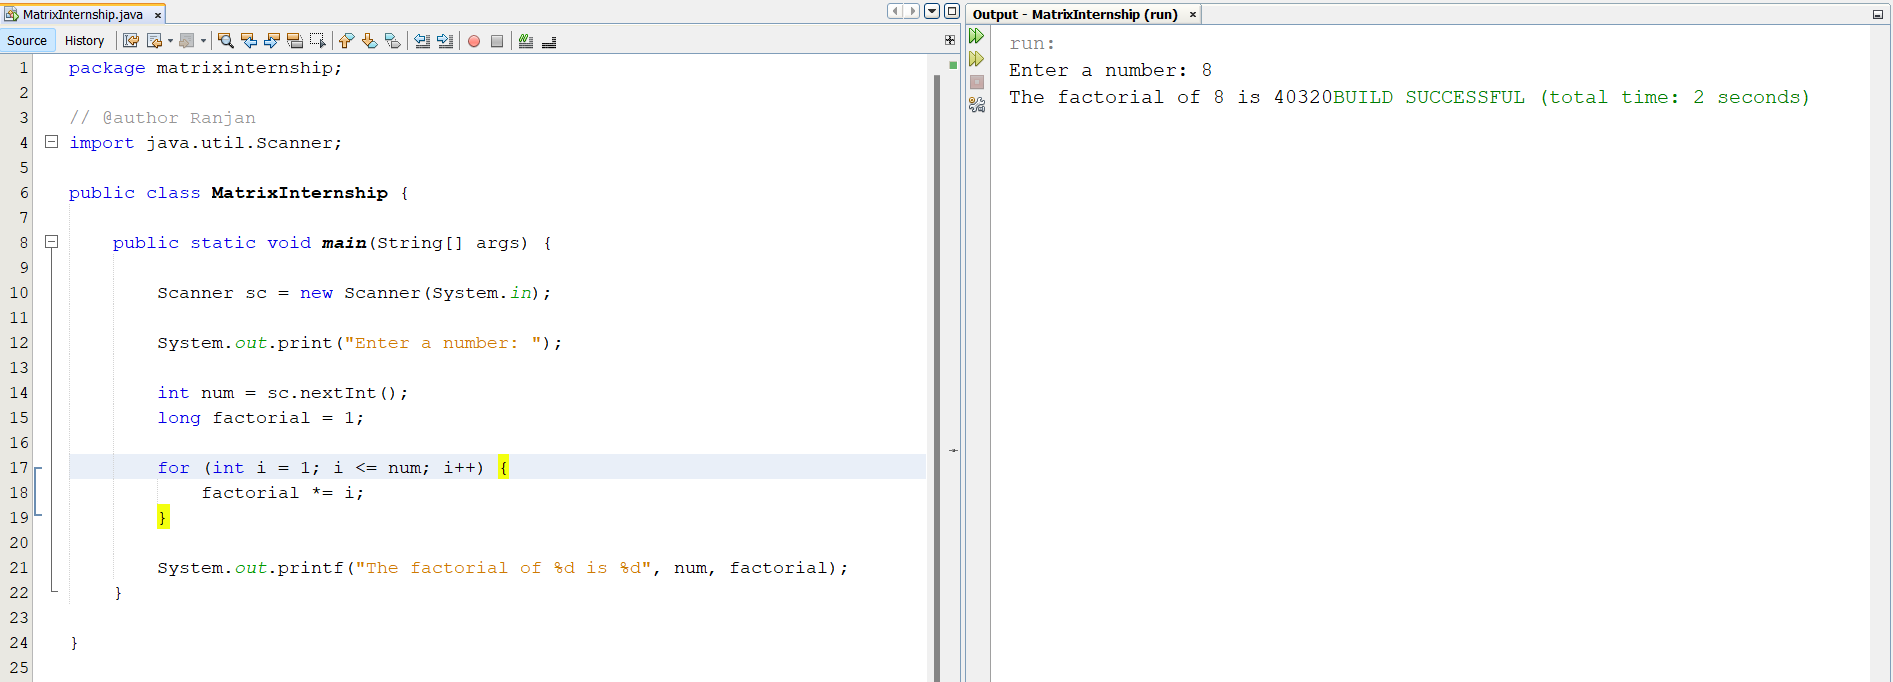 MatrixInternship.java ×
Source History
1 package matrixinternship;
2
3 // @author Ranjan
4 import java.util.Scanner;
5
6 public class MatrixInternship {
7
8 public static void main(String[] args) {
9
10 Scanner sc = new Scanner(System.in);
11
12 System.out.print("Enter a number: ");
13
14 int num = sc.nextInt();
15 long factorial = 1;
16
17 for (int i = 1; i <= num; i++) {
18 factorial *= i;
19 }
20
21 System.out.printf("The factorial of %d is %d", num, factorial);
22 }
23
24 }
25
Output - MatrixInternship (run) ×
run:
Enter a number: 8
The factorial of 8 is 40320BUILD SUCCESSFUL (total time: 2 seconds)